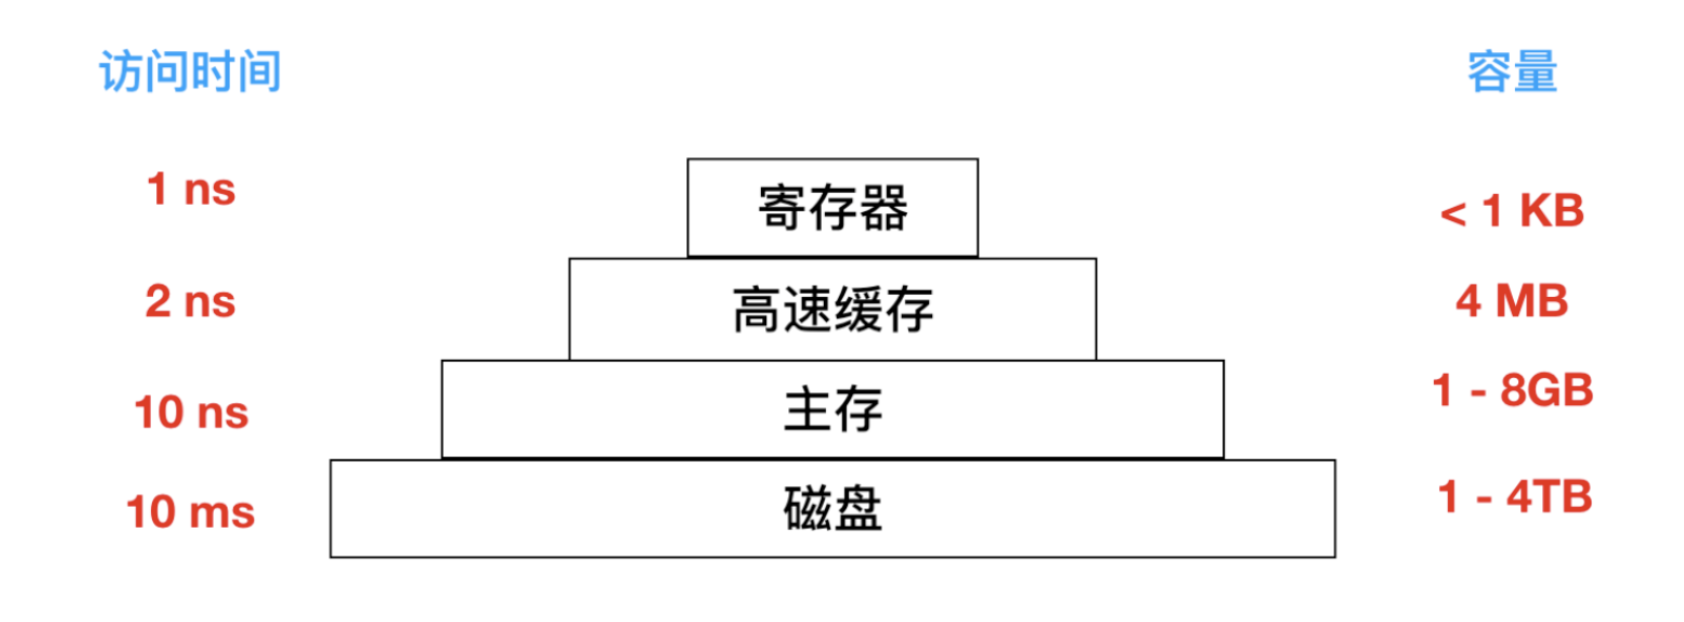 访问时间
容量
1 ns
寄存器
< 1 KB
2 ns
高速缓存
4 MB
10 ns
主存
1 - 8GB
10 ms
磁盘
1 - 4TB